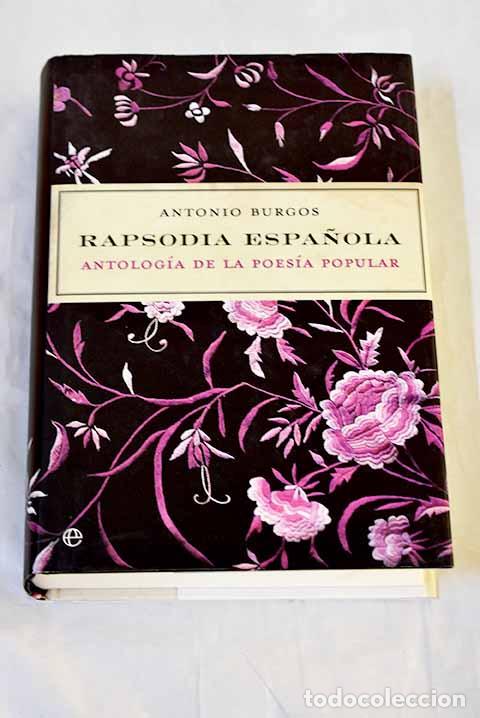 ANTONIO BURGOS
RAPSODIA ESPAÑOLA
ANTOLOGÍA DE LA POESÍA POPULAR
e
todocoleccion